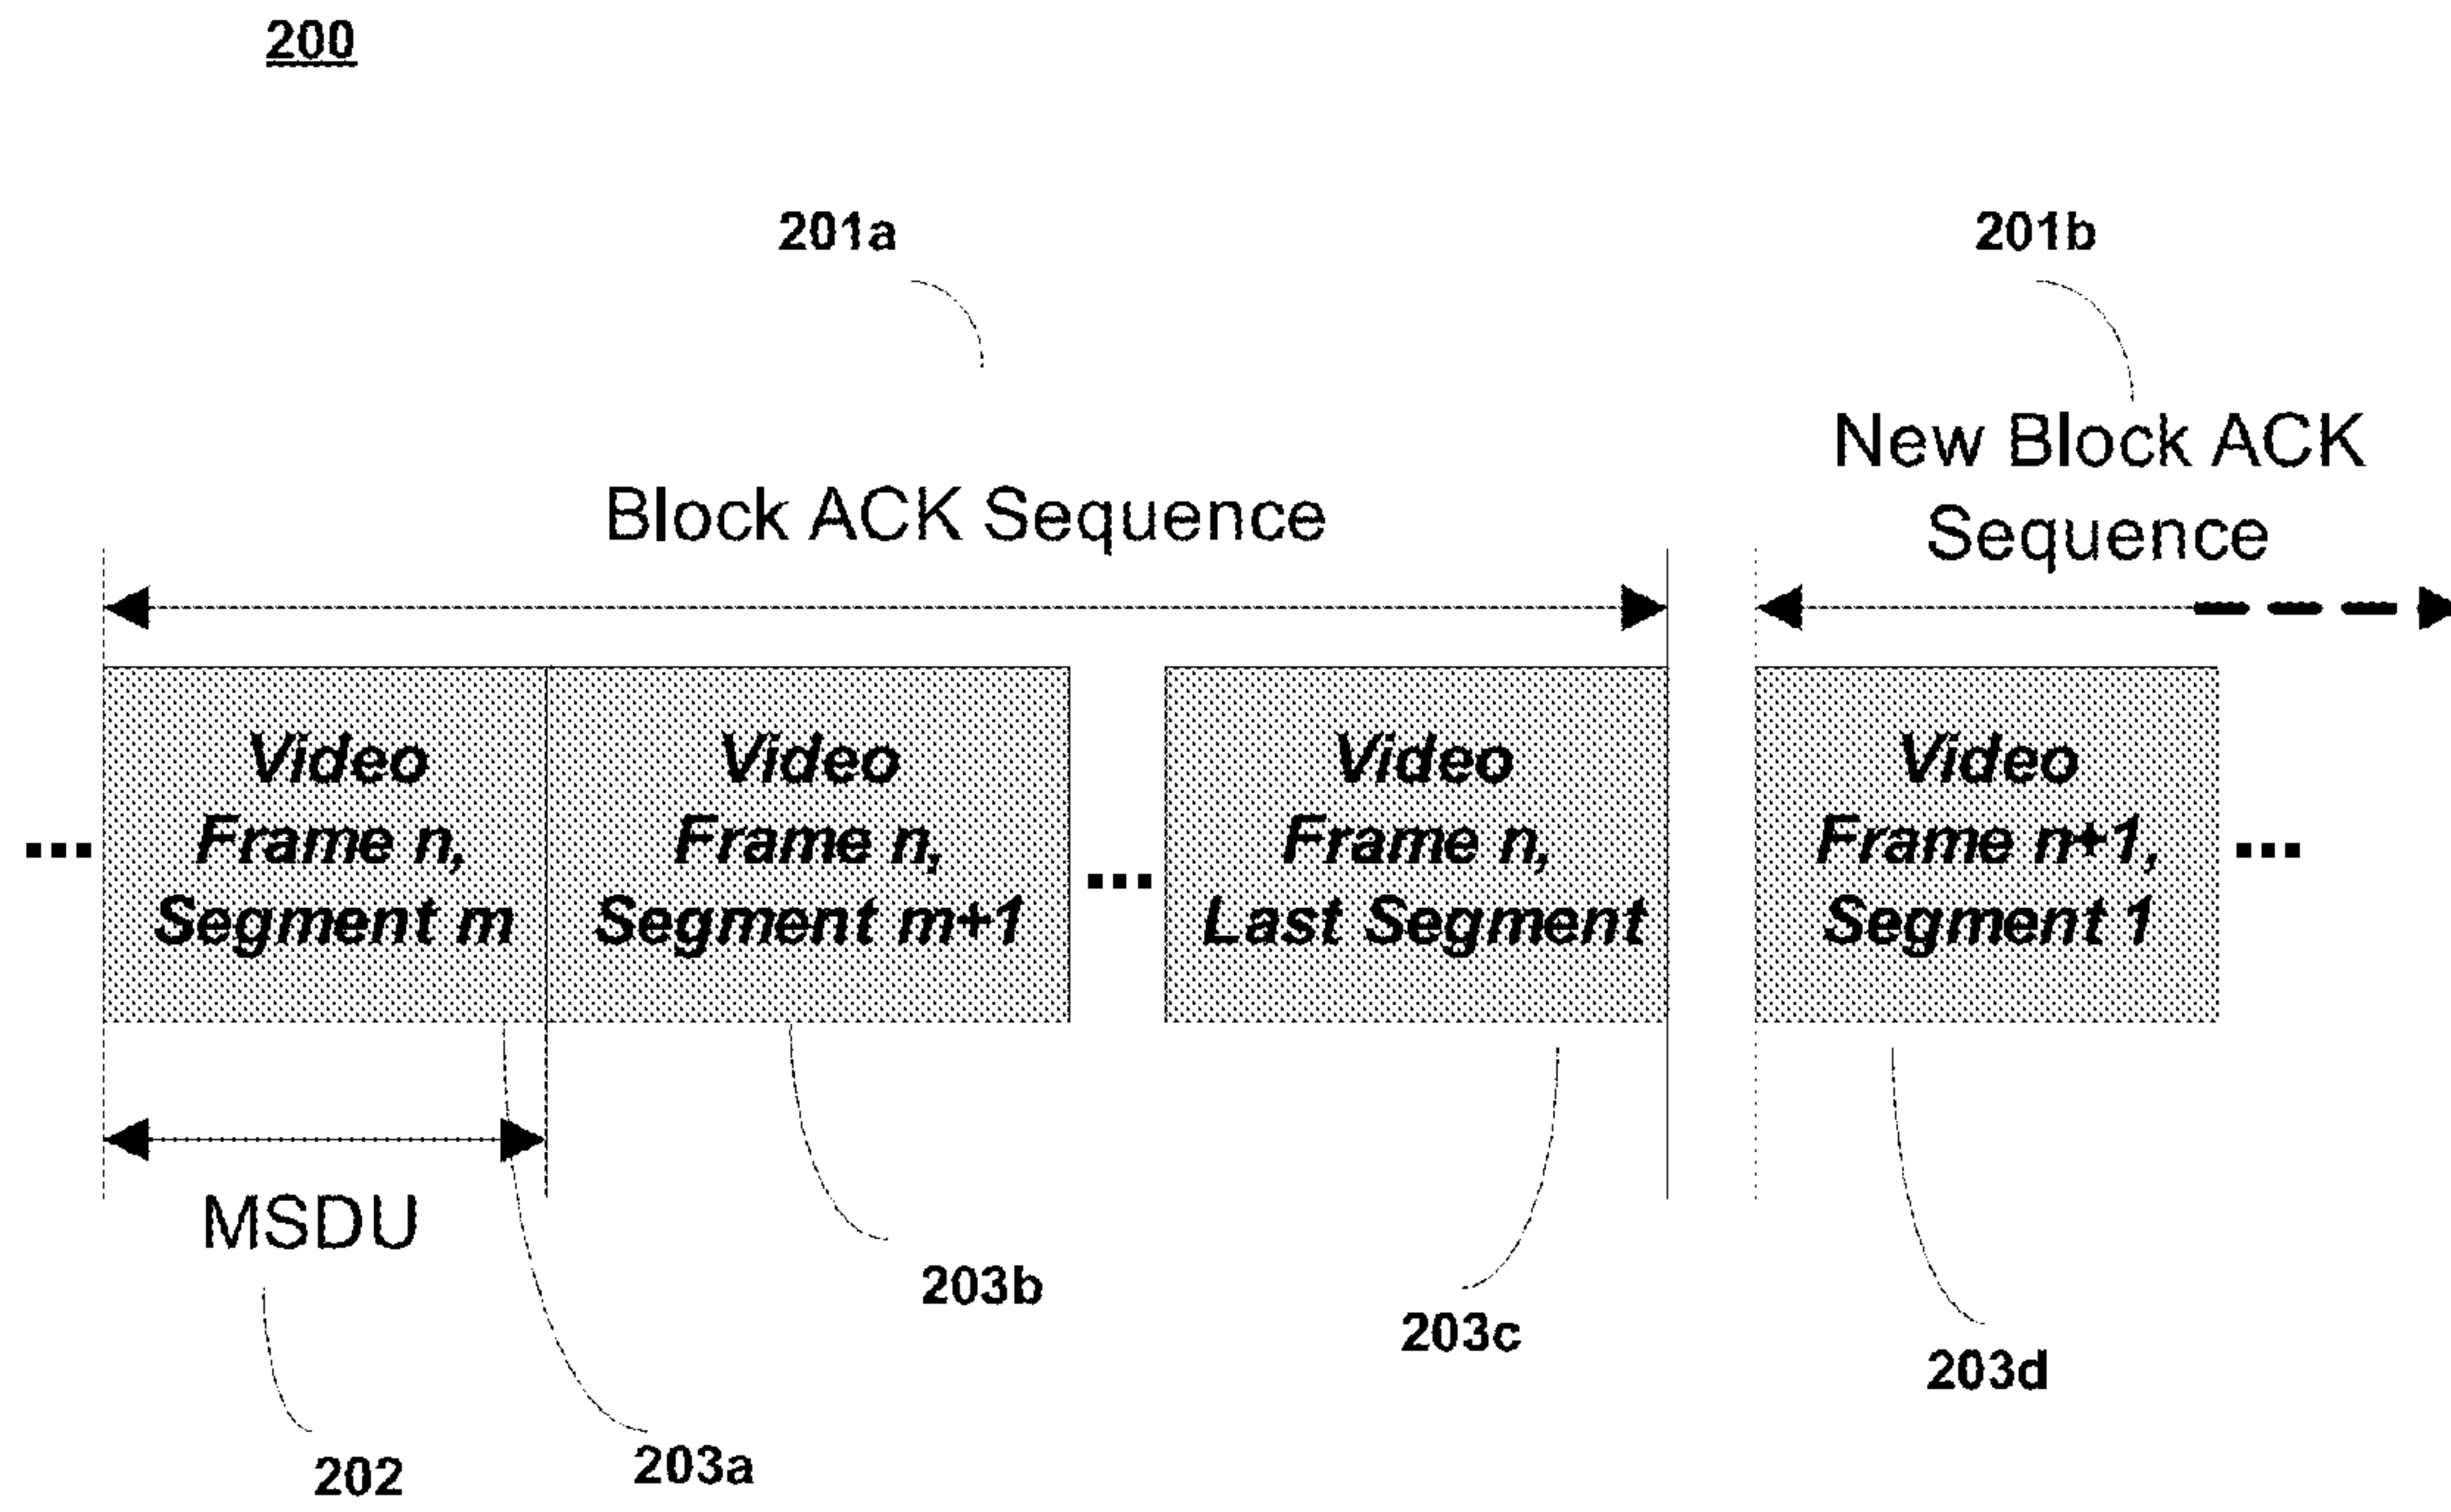 200
201a
201b
Block ACK Sequence
New Block ACK
Sequence
...
Video
Frame n,
Segment m
Video
Frame n,
Segment m+1
...
Video
Frame n,
Last Segment
Video
Frame n+1,
Segment 1
...
MSDU
202
203a
203b
203c
203d